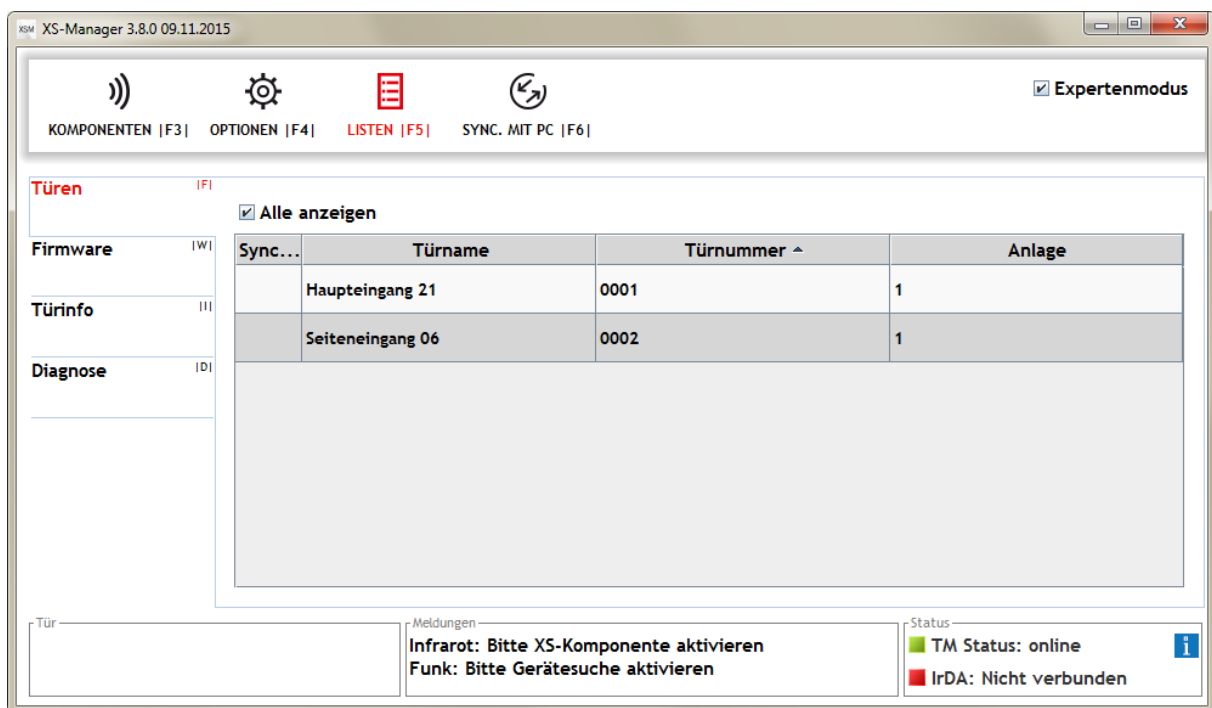 XSM XS-Manager 3.8.0 09.11.2015
KOMPONENTEN |F3| OPTIONEN |F4| LISTEN |F5| SYNC. MIT PC |F6| Expertenmodus
Türen |F|
Firmware |W|
Türinfo |I|
Diagnose |D|
Alle anzeigen
Sync... Türname Türnummer Anlage
Haupteingang 21 0001 1
Seiteneingang 06 0002 1
Tür
Meldungen
Infrarot: Bitte XS-Komponente aktivieren
Funk: Bitte Gerätesuche aktivieren
Status
TM Status: online i
IrDA: Nicht verbunden